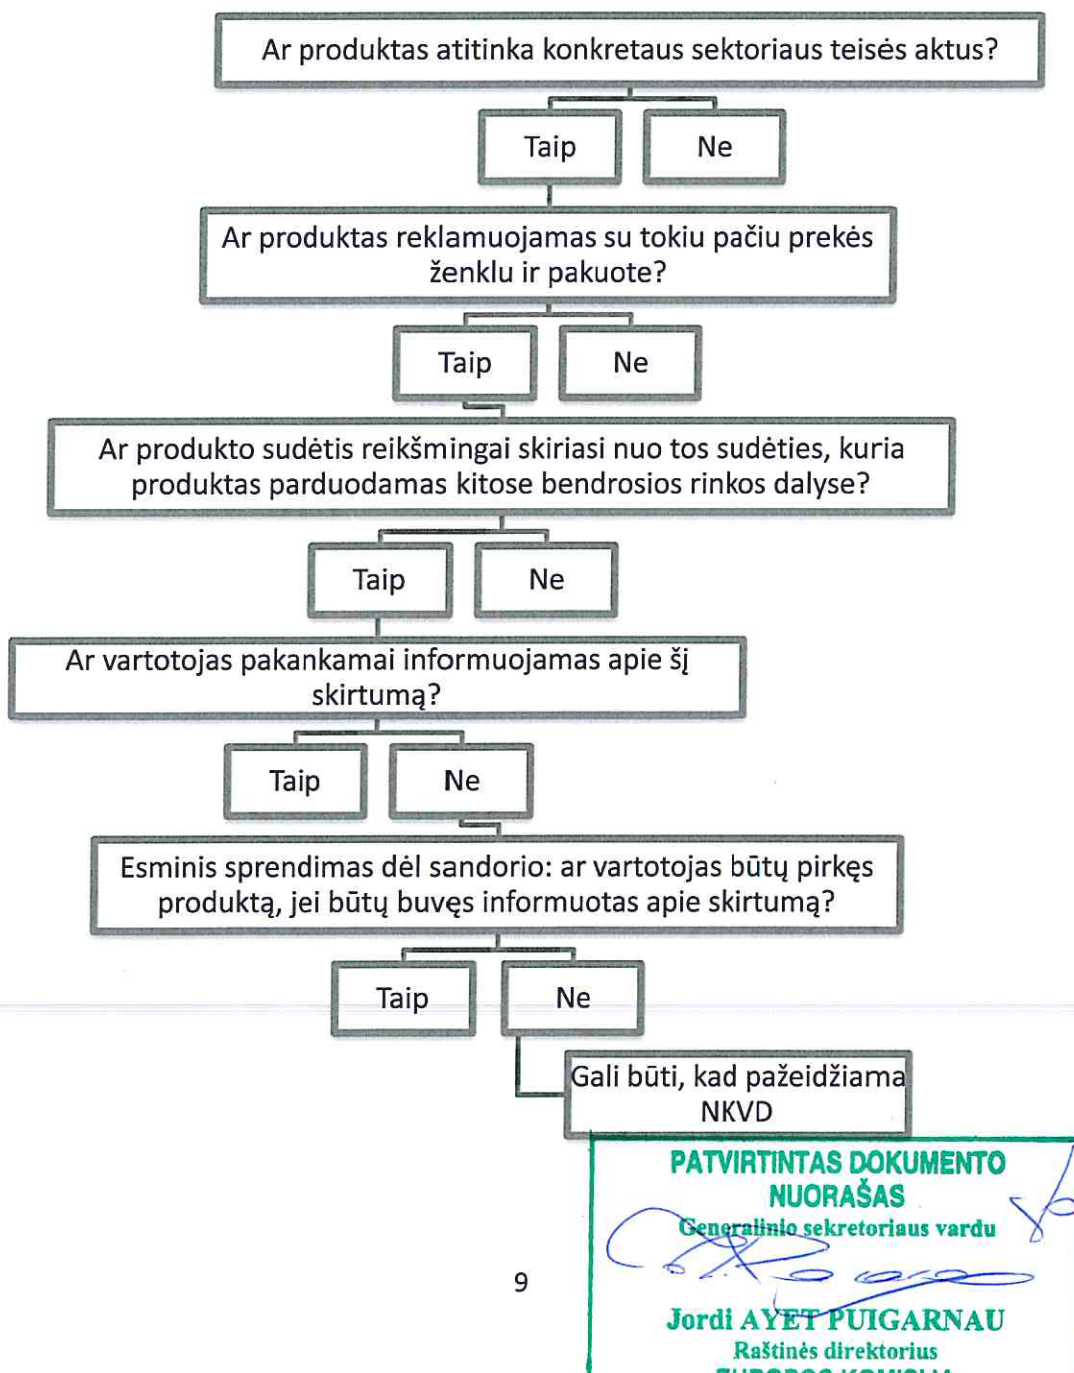 Ar produktas atitinka konkretaus sektoriaus teisės aktus?
Taip
Ne
Ar produktas reklamuojamas su tokiu pačiu prekės
ženklu ir pakuote?
Taip
Ne
Ar produkto sudėtis reikšmingai skiriasi nuo tos sudėties, kuria
produktas parduodamas kitose bendrosios rinkos dalyse?
Taip
Ne
Ar vartotojas pakankamai informuojamas apie šį
skirtumą?
Taip
Ne
Esminis sprendimas dėl sandorio: ar vartotojas būtų pirkęs
produktą, jei būtų buvęs informuotas apie skirtumą?
Taip
Ne
Gali būti, kad pažeidžiama
NKVD
PATVIRTINTAS DOKUMENTO
NUORAŠAS
Generalinio sekretoriaus vardu
9
Jordi AYET PUIGARNAU
Raštinės direktorius
EUROPOS KOMISIJA